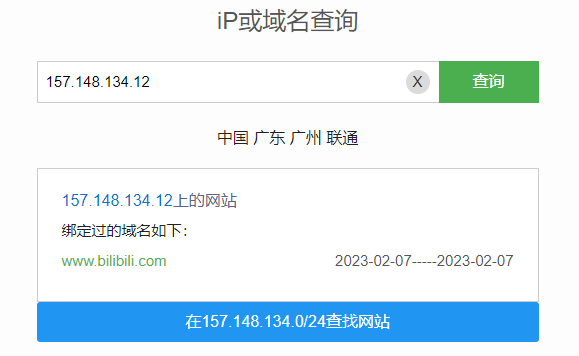 iP或域名查询
157.148.134.12 X 查询
中国 广东 广州 联通
157.148.134.12上的网站
绑定过的域名如下：
www.bilibili.com 2023-02-07-----2023-02-07
在157.148.134.0/24查找网站